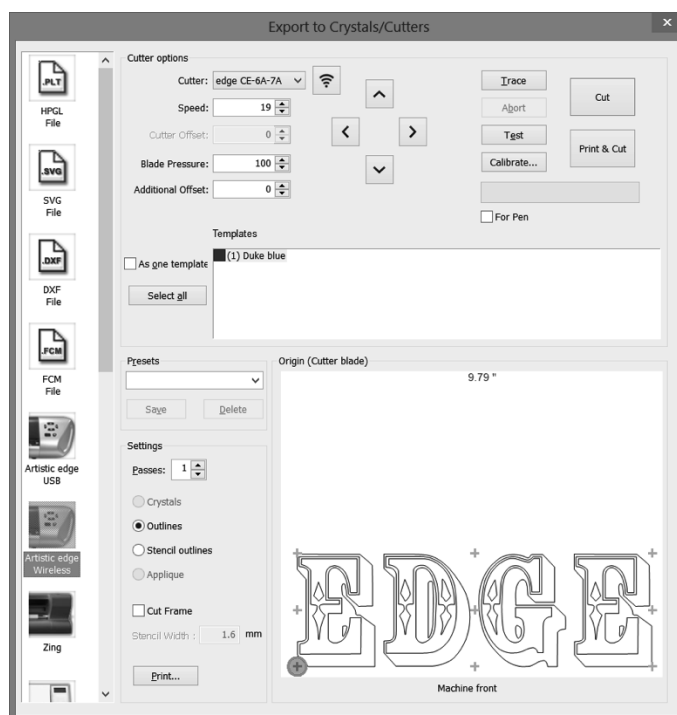 Export to Crystals/Cutters
x
.PLT
HPGL
File
.SVG
SVG
File
.DXF
DXF
File
.FCM
FCM
File
Artistic edge
USB
Artistic edge
Wireless
Zing
Cutter options
Cutter: edge CE-6A-7A
Speed: 19
Cutter Offset: 0
Blade Pressure: 100
Additional Offset: 0
Trace
Abort
Test
Calibrate...
Cut
Print & Cut
For Pen
Templates
As one template
(1) Duke blue
Select all
Presets
Save Delete
Settings
Passes: 1
Crystals
Outlines
Stencil outlines
Applique
Cut Frame
Stencil Width : 1.6 mm
Print...
Origin (Cutter blade)
9.79 "
EDGE
Machine front